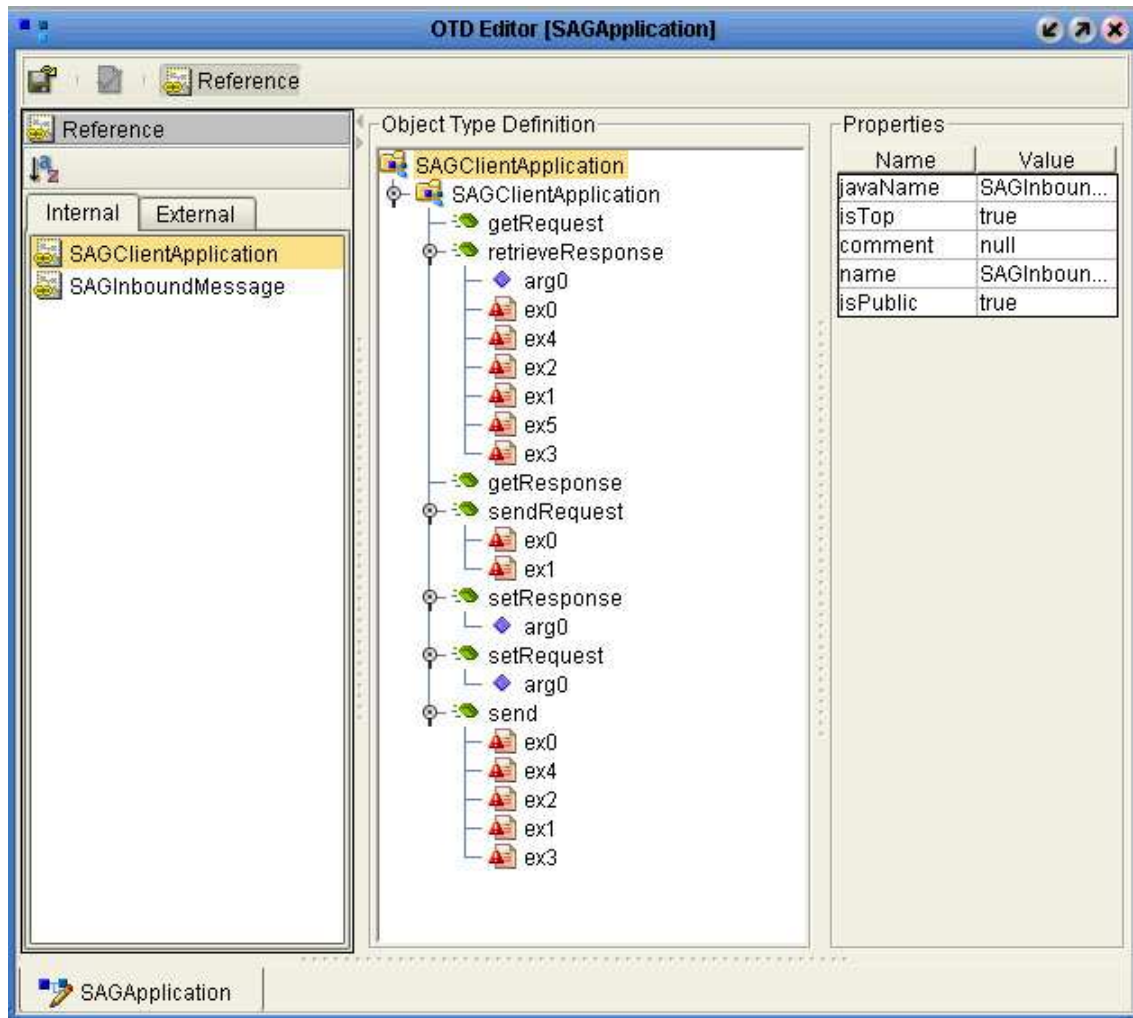 OTD Editor [SAGApplication]
Reference
Reference
Internal External
SAGClientApplication
SAGInboundMessage
Object Type Definition
SAGClientApplication
SAGClientApplication
getRequest
retrieveResponse
arg0
ex0
ex4
ex2
ex1
ex5
ex3
getResponse
sendRequest
ex0
ex1
setResponse
arg0
setRequest
arg0
send
ex0
ex4
ex2
ex1
ex3
Properties
Name Value
javaName SAGInboun...
isTop true
comment null
name SAGInboun...
isPublic true
SAGApplication